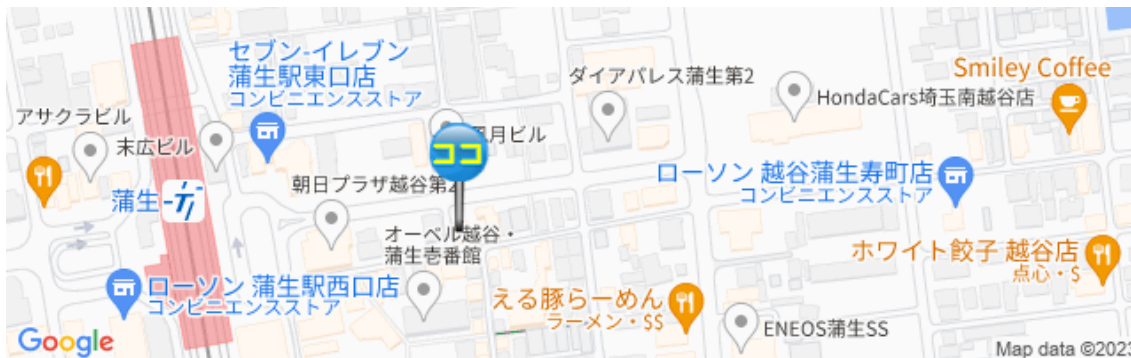 セブン-イレブン
蒲生駅東口店
コンビニエンスストア
ダイアパレス蒲生第2
Smiley Coffee
HondaCars埼玉南越谷店
アサクラビル
末広ビル
月ビル
ココ
朝日プラザ越谷第2
蒲生
ローソン 越谷蒲生寿町店
コンビニエンスストア
オーベル越谷・
蒲生壱番館
ホワイト餃子 越谷店
点心・$
ローソン 蒲生駅西口店
コンビニエンスストア
える豚らーめん
ラーメン・$$
ENEOS蒲生SS
Google
Map data ©2023